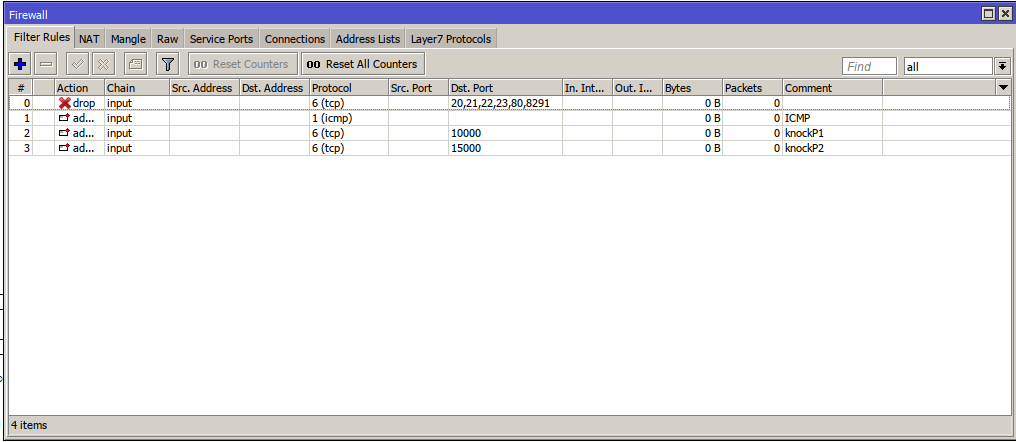 Firewall
Filter Rules NAT Mangle Raw Service Ports Connections Address Lists Layer7 Protocols
00 Reset Counters 00 Reset All Counters Find all
# Action Chain Src. Address Dst. Address Protocol Src. Port Dst. Port In. Int... Out. I... Bytes Packets Comment
0 drop input 6 (tcp) 20,21,22,23,80,8291 0 B 0
1 ad... input 1 (icmp) 0 B 0 ICMP
2 ad... input 6 (tcp) 10000 0 B 0 knockP1
3 ad... input 6 (tcp) 15000 0 B 0 knockP2
4 items